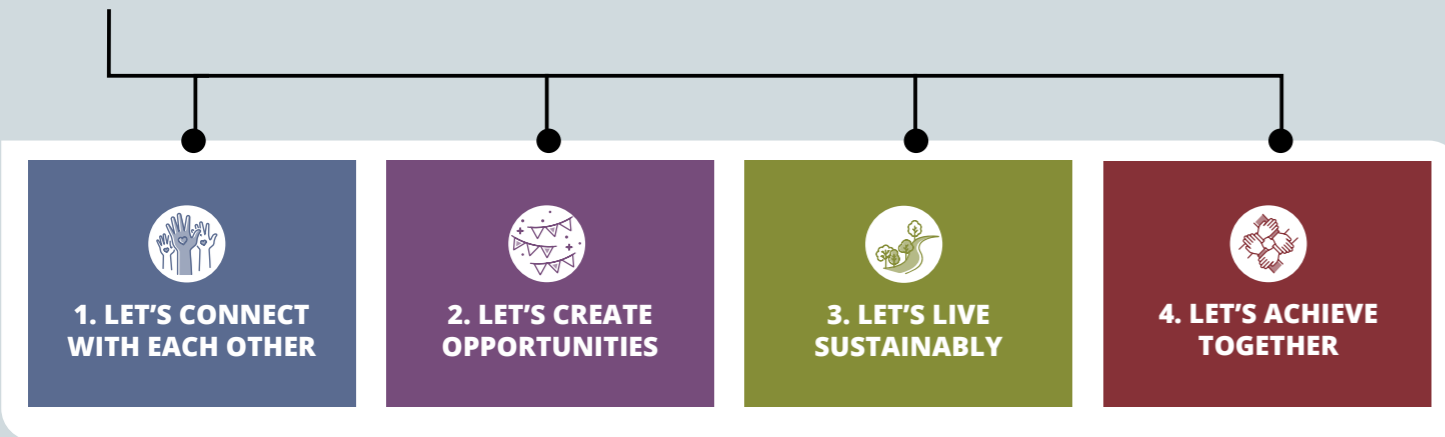 1. LET’S CONNECT
WITH EACH OTHER
2. LET’S CREATE
OPPORTUNITIES
3. LET’S LIVE
SUSTAINABLY
4. LET’S ACHIEVE
TOGETHER